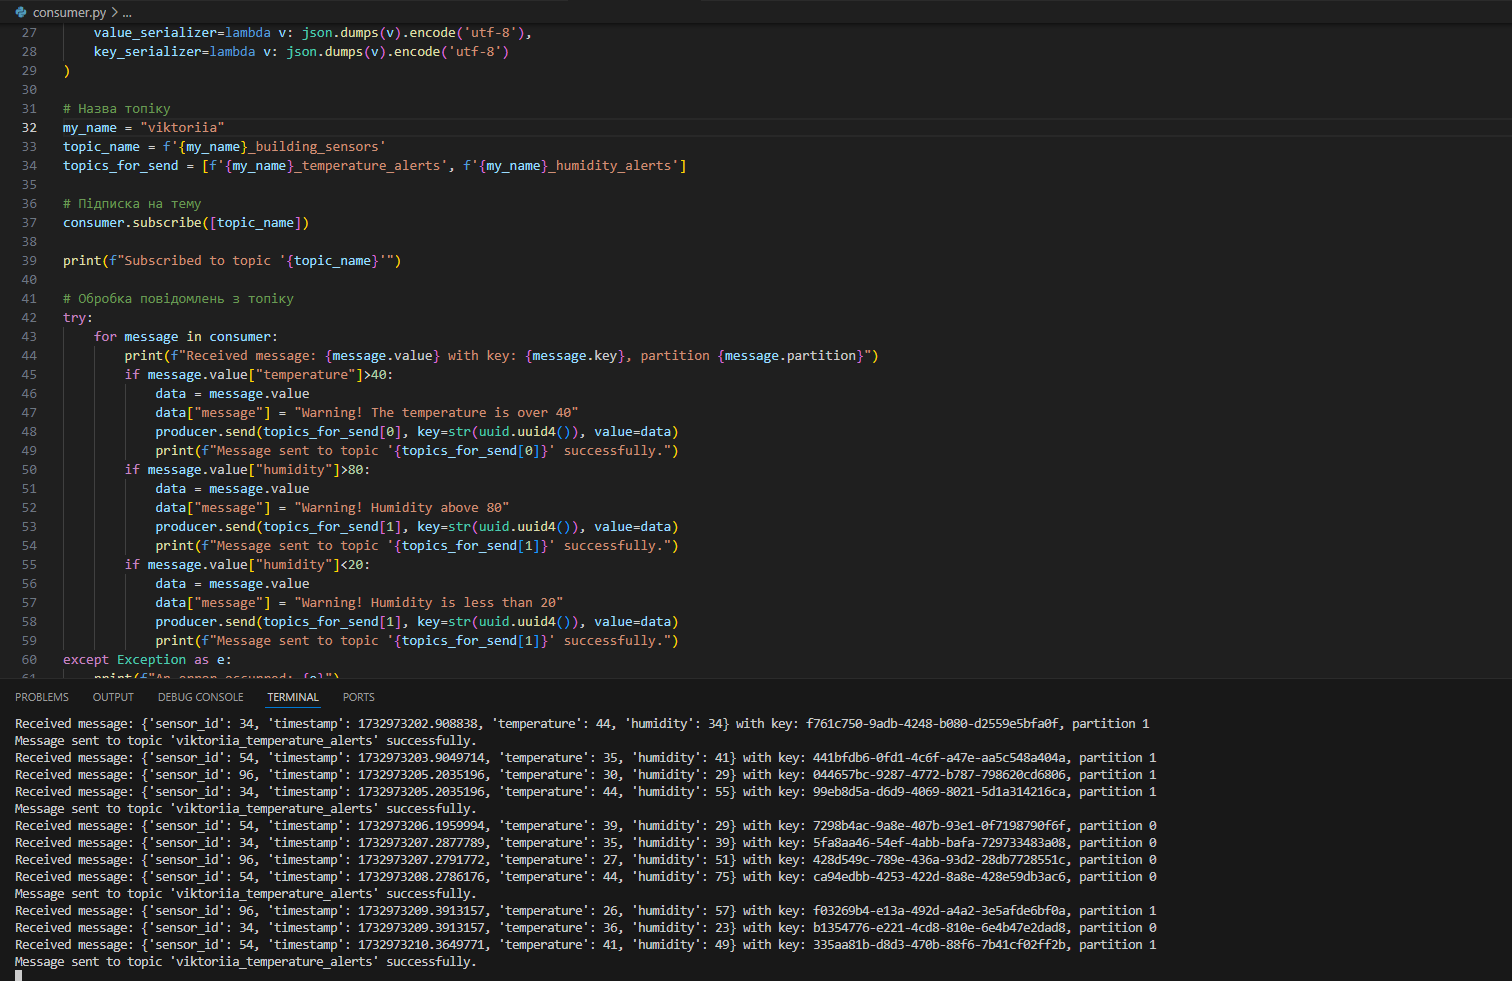 consumer.py > ...
27 value_serializer=lambda v: json.dumps(v).encode('utf-8'),
28 key_serializer=lambda v: json.dumps(v).encode('utf-8')
29 )
30
31 # Назва топіку
32 my_name = "viktoriia"
33 topic_name = f'{my_name}_building_sensors'
34 topics_for_send = [f'{my_name}_temperature_alerts', f'{my_name}_humidity_alerts']
35
36 # Підписка на тему
37 consumer.subscribe([topic_name])
38
39 print(f"Subscribed to topic '{topic_name}'")
40
41 # Обробка повідомлень з топіку
42 try:
43 for message in consumer:
44 print(f"Received message: {message.value} with key: {message.key}, partition {message.partition}")
45 if message.value["temperature"]>40:
46 data = message.value
47 data["message"] = "Warning! The temperature is over 40"
48 producer.send(topics_for_send[0], key=str(uuid.uuid4()), value=data)
49 print(f"Message sent to topic '{topics_for_send[0]}' successfully.")
50 if message.value["humidity"]>80:
51 data = message.value
52 data["message"] = "Warning! Humidity above 80"
53 producer.send(topics_for_send[1], key=str(uuid.uuid4()), value=data)
54 print(f"Message sent to topic '{topics_for_send[1]}' successfully.")
55 if message.value["humidity"]<20:
56 data = message.value
57 data["message"] = "Warning! Humidity is less than 20"
58 producer.send(topics_for_send[1], key=str(uuid.uuid4()), value=data)
59 print(f"Message sent to topic '{topics_for_send[1]}' successfully.")
60 except Exception as e:
61 print(f"An error occurred: {e}")
PROBLEMS OUTPUT DEBUG CONSOLE TERMINAL PORTS
Received message: {'sensor_id': 34, 'timestamp': 1732973202.908838, 'temperature': 44, 'humidity': 34} with key: f761c750-9adb-4248-b080-d2559e5bfa0f, partition 1
Message sent to topic 'viktoriia_temperature_alerts' successfully.
Received message: {'sensor_id': 54, 'timestamp': 1732973203.9049714, 'temperature': 35, 'humidity': 41} with key: 441bfdb6-0fd1-4c6f-a47e-aa5c548a404a, partition 1
Received message: {'sensor_id': 96, 'timestamp': 1732973205.2035196, 'temperature': 30, 'humidity': 29} with key: 044657bc-9287-4772-b787-798620cd6806, partition 1
Received message: {'sensor_id': 34, 'timestamp': 1732973205.2035196, 'temperature': 44, 'humidity': 55} with key: 99eb8d5a-d6d9-4069-8021-5d1a314216ca, partition 1
Message sent to topic 'viktoriia_temperature_alerts' successfully.
Received message: {'sensor_id': 54, 'timestamp': 1732973206.1959994, 'temperature': 39, 'humidity': 29} with key: 7298b4ac-9a8e-407b-93e1-0f7198790f6f, partition 0
Received message: {'sensor_id': 34, 'timestamp': 1732973207.2877789, 'temperature': 35, 'humidity': 39} with key: 5fa8aa46-54ef-4abb-bafa-729733483a08, partition 0
Received message: {'sensor_id': 96, 'timestamp': 1732973207.2791772, 'temperature': 27, 'humidity': 51} with key: 428d549c-789e-436a-93d2-28db7728551c, partition 0
Received message: {'sensor_id': 54, 'timestamp': 1732973208.2786176, 'temperature': 44, 'humidity': 75} with key: ca94edbb-4253-422d-8a8e-428e59db3ac6, partition 0
Message sent to topic 'viktoriia_temperature_alerts' successfully.
Received message: {'sensor_id': 96, 'timestamp': 1732973209.3913157, 'temperature': 26, 'humidity': 57} with key: f03269b4-e13a-492d-a4a2-3e5afde6bf0a, partition 1
Received message: {'sensor_id': 34, 'timestamp': 1732973209.3913157, 'temperature': 36, 'humidity': 23} with key: b1354776-e221-4cd8-810e-6e4b47e2dad8, partition 0
Received message: {'sensor_id': 54, 'timestamp': 1732973210.3649771, 'temperature': 41, 'humidity': 49} with key: 335aa81b-d8d3-470b-88f6-7b41cf02ff2b, partition 1
Message sent to topic 'viktoriia_temperature_alerts' successfully.